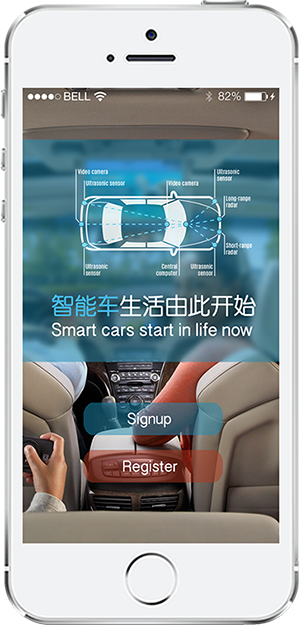 BELL 82%
Video camera Ultrasonic sensor
Ultrasonic sensor Video camera Long-range radar
Short-range radar
Ultrasonic sensor Central computer Ultrasonic sensor
智能车生活由此开始
Smart cars start in life now
Signup
Register